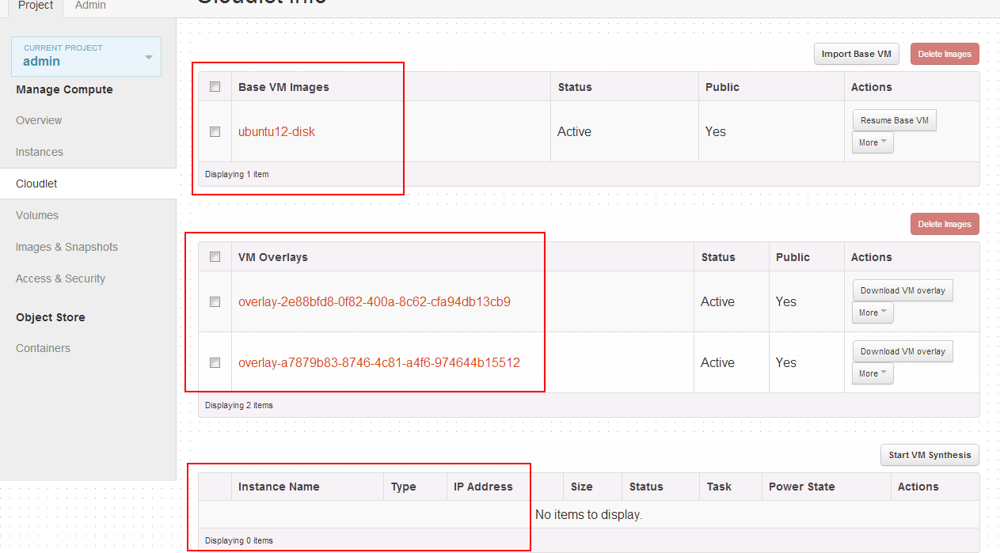 Project Admin
Cloudlet Info
CURRENT PROJECT
admin
Manage Compute
Overview
Instances
Cloudlet
Volumes
Images & Snapshots
Access & Security
Object Store
Containers
Import Base VM Delete Images
Base VM Images Status Public Actions
ubuntu12-disk Active Yes Resume Base VM
More
Displaying 1 item
Delete Images
VM Overlays Status Public Actions
overlay-2e88bfd8-0f82-400a-8c62-cfa94db13cb9 Active Yes Download VM overlay
More
overlay-a7879b83-8746-4c81-a4f6-974644b15512 Active Yes Download VM overlay
More
Displaying 2 items
Start VM Synthesis
Instance Name Type IP Address Size Status Task Power State Actions
No items to display.
Displaying 0 items